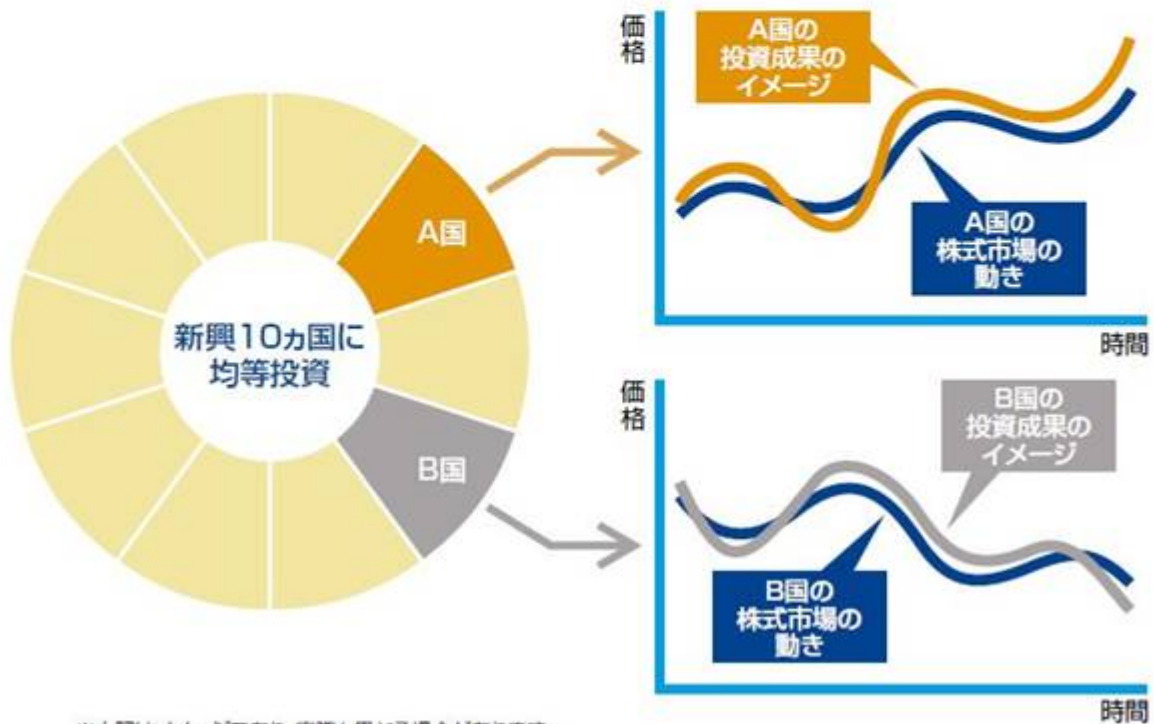 新興10ヵ国に
均等投資
A国
B国
価格
A国の
投資成果の
イメージ
A国の
株式市場の
動き
時間
価格
B国の
投資成果の
イメージ
B国の
株式市場の
動き
時間